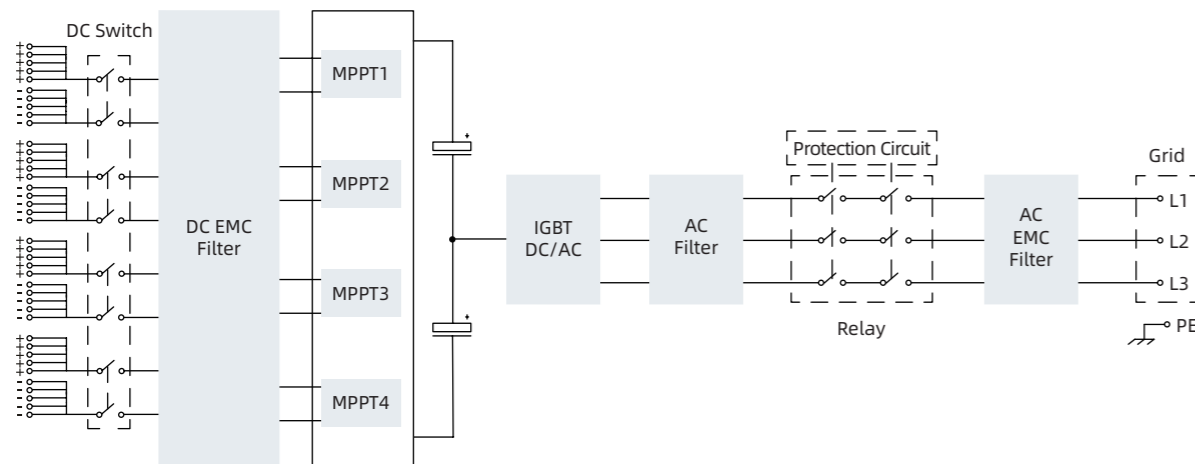 DC Switch
DC EMC
Filter
MPPT1
MPPT2
MPPT3
MPPT4
IGBT
DC/AC
AC
Filter
Protection Circuit
Relay
AC
EMC
Filter
Grid
L1
L2
L3
PE